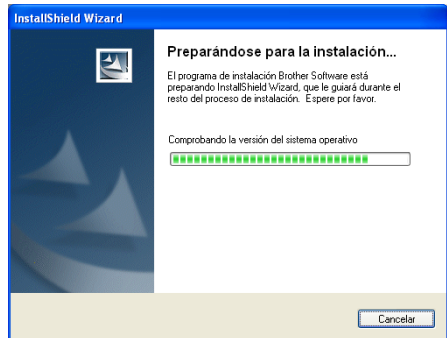 InstallShield Wizard
Preparándose para la instalación...
El programa de instalación Brother Software está
preparando InstallShield Wizard, que le guiará durante el
resto del proceso de instalación. Espere por favor.
Comprobando la versión del sistema operativo
Cancelar